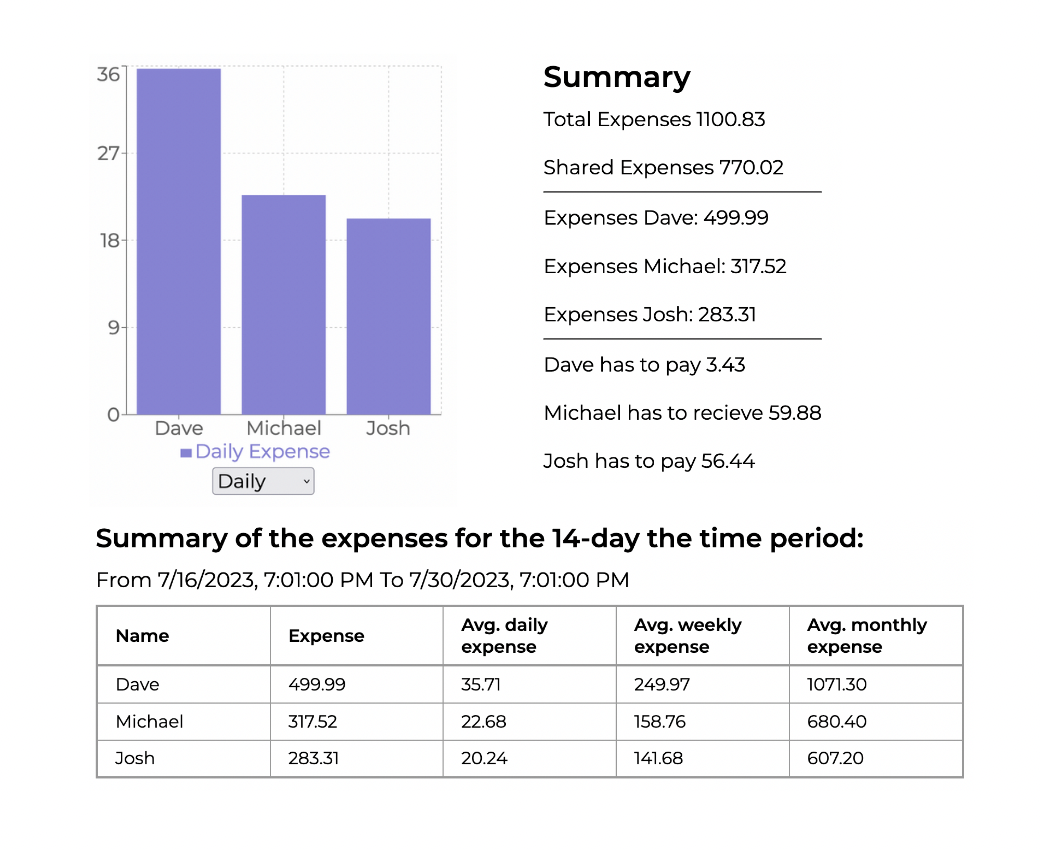 36
27
18
9
0
Dave Michael Josh
Daily Expense
Daily
Summary
Total Expenses 1100.83
Shared Expenses 770.02
Expenses Dave: 499.99
Expenses Michael: 317.52
Expenses Josh: 283.31
Dave has to pay 3.43
Michael has to recieve 59.88
Josh has to pay 56.44
Summary of the expenses for the 14-day the time period:
From 7/16/2023, 7:01:00 PM To 7/30/2023, 7:01:00 PM
Name Expense Avg. daily expense Avg. weekly expense Avg. monthly expense
Dave 499.99 35.71 249.97 1071.30
Michael 317.52 22.68 158.76 680.40
Josh 283.31 20.24 141.68 607.20